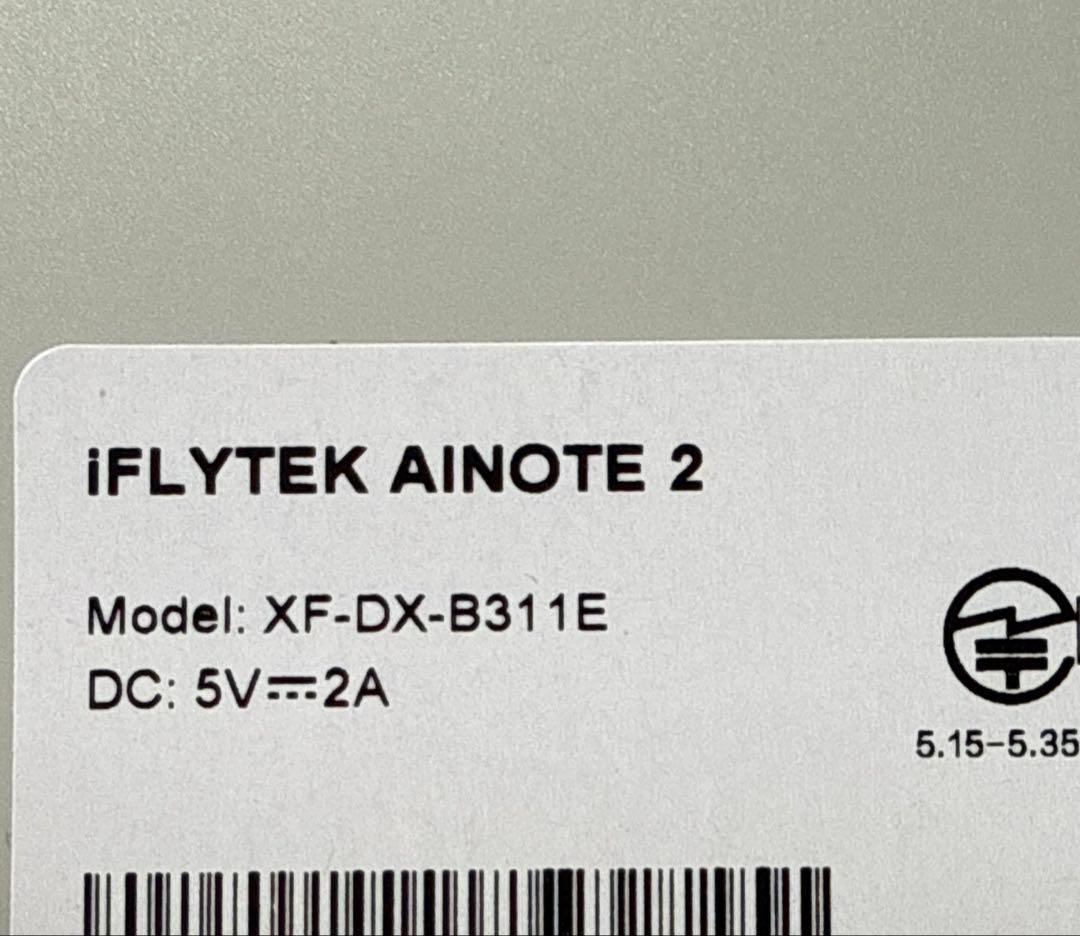 iFLYTEK AINOTE 2
Model: XF-DX-B311E
DC: 5V⎓2A
5.15-5.35